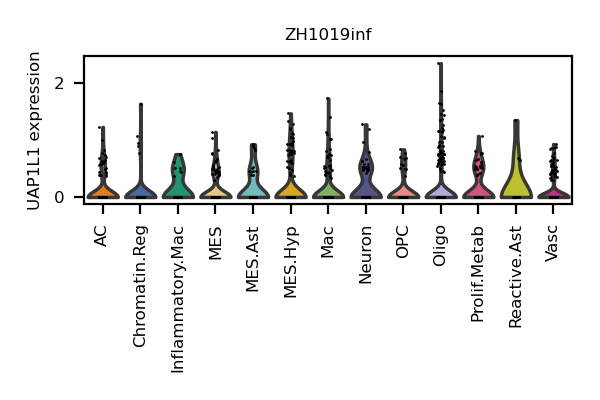 ZH1019inf
UAP1L1 expression
2
0
AC
Chromatin.Reg
Inflammatory.Mac
MES
MES.Ast
MES.Hyp
Mac
Neuron
OPC
Oligo
Prolif.Metab
Reactive.Ast
Vasc